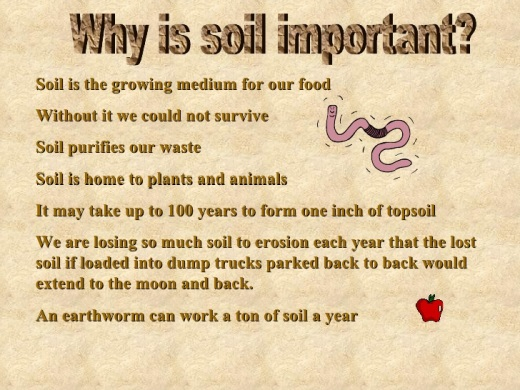 Why is soil important?
Soil is the growing medium for our food
Without it we could not survive
Soil purifies our waste
Soil is home to plants and animals
It may take up to 100 years to form one inch of topsoil
We are losing so much soil to erosion each year that the lost
soil if loaded into dump trucks parked back to back would
extend to the moon and back.
An earthworm can work a ton of soil a year